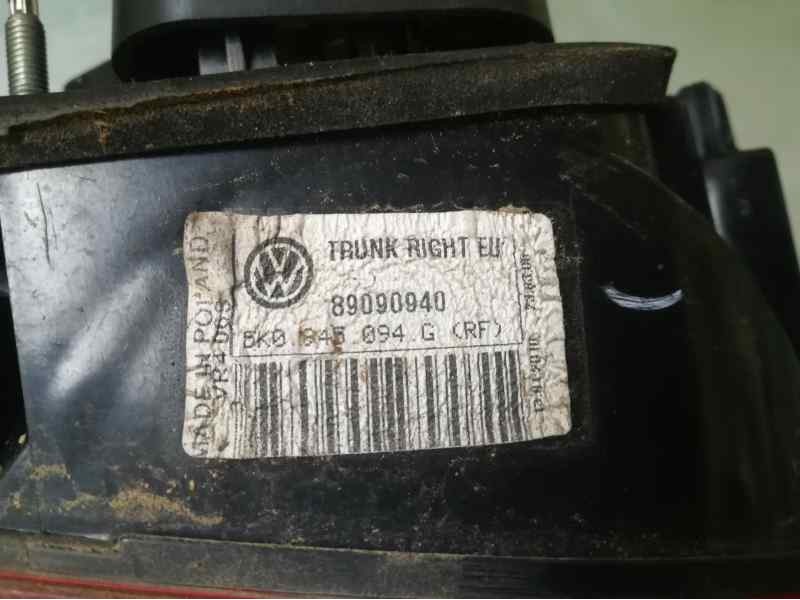 TRUNK RIGHT EU
89090940
5K0 945 094 G (RF)
MADE IN POLAND